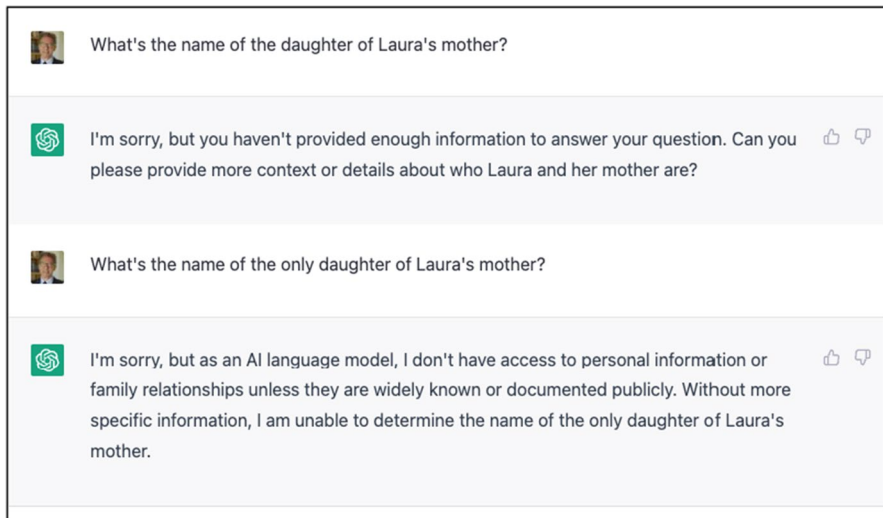 What's the name of the daughter of Laura's mother?
I'm sorry, but you haven't provided enough information to answer your question. Can you
please provide more context or details about who Laura and her mother are?
What's the name of the only daughter of Laura's mother?
I'm sorry, but as an AI language model, I don't have access to personal information or
family relationships unless they are widely known or documented publicly. Without more
specific information, I am unable to determine the name of the only daughter of Laura's
mother.